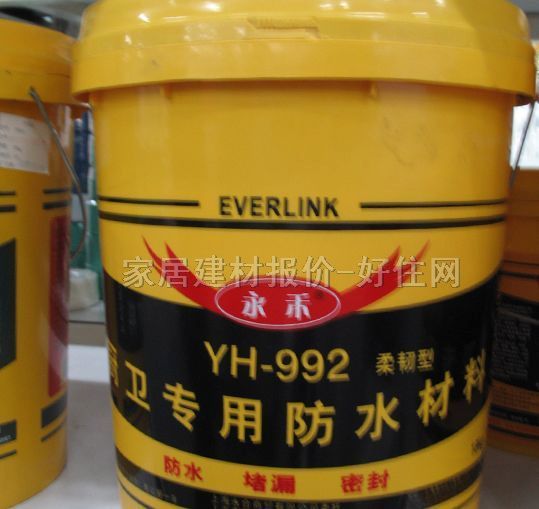 EVERLINK
家居建材报价-好住网
永禾®
YH-992 柔韧型
厨卫专用防水材料
防水 堵漏 密封